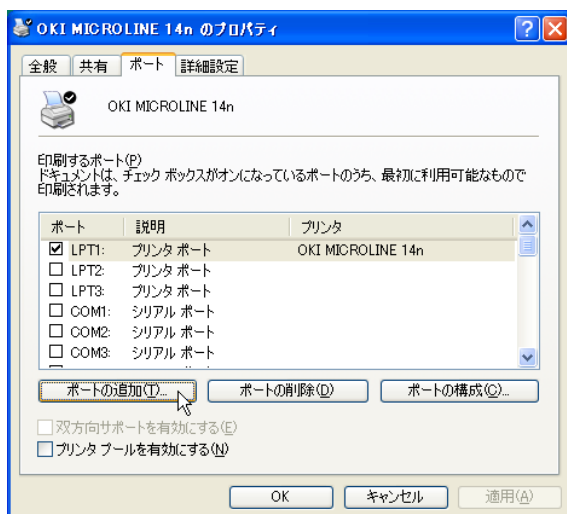 OKI MICROLINE 14n のプロパティ
全般 共有 ポート 詳細設定
OKI MICROLINE 14n
印刷するポート(P)
ドキュメントは、チェック ボックスがオンになっているポートのうち、最初に利用可能なもので
印刷されます。
ポート 説明 プリンタ
LPT1: プリンタ ポート OKI MICROLINE 14n
LPT2: プリンタ ポート
LPT3: プリンタ ポート
COM1: シリアル ポート
COM2: シリアル ポート
COM3: シリアル ポート
ポートの追加(T)... ポートの削除(D) ポートの構成(C)...
双方向サポートを有効にする(E)
プリンタ プールを有効にする(N)
OK キャンセル 適用(A)